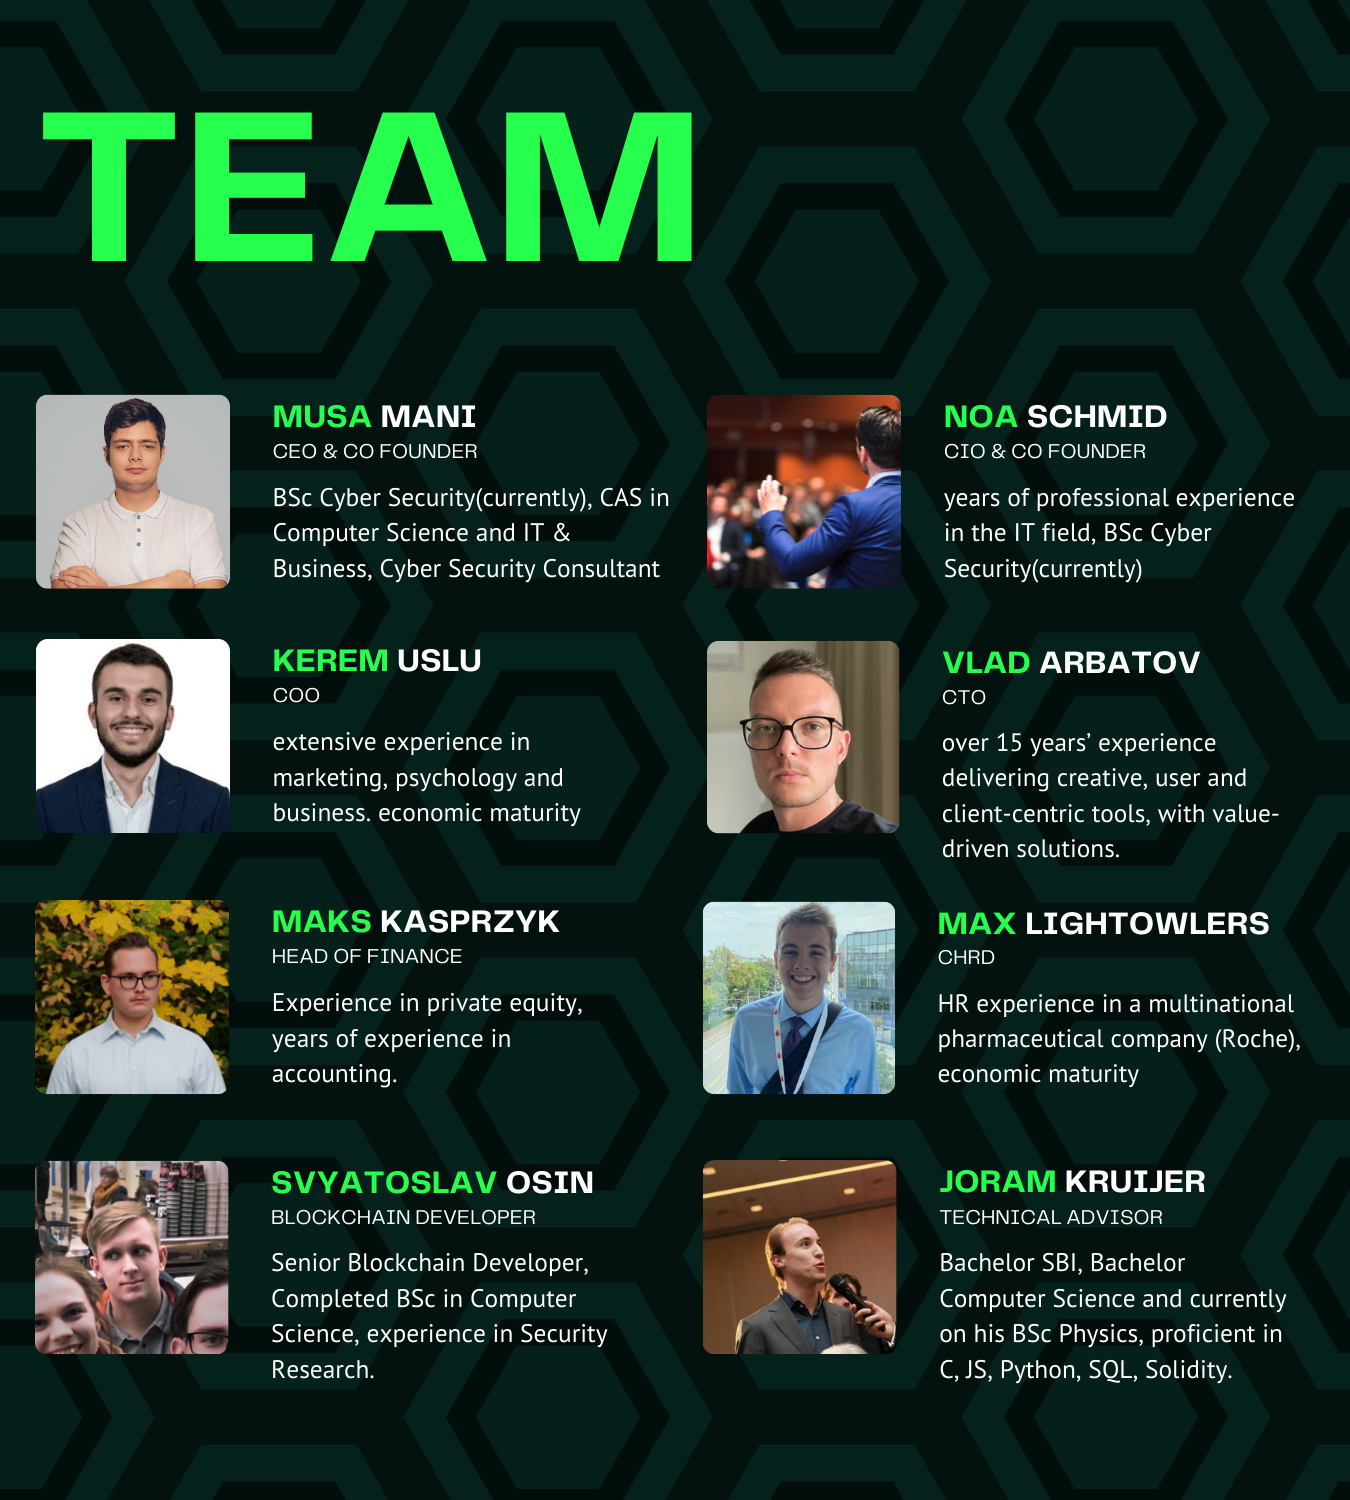 TEAM
MUSA MANI
CEO & CO FOUNDER
BSc Cyber Security(currently), CAS in
Computer Science and IT &
Business, Cyber Security Consultant
NOA SCHMID
CIO & CO FOUNDER
years of professional experience
in the IT field, BSc Cyber
Security(currently)
KEREM USLU
COO
extensive experience in
marketing, psychology and
business. economic maturity
VLAD ARBATOV
CTO
over 15 years’ experience
delivering creative, user and
client-centric tools, with value-
driven solutions.
MAKS KASPRZYK
HEAD OF FINANCE
Experience in private equity,
years of experience in
accounting.
MAX LIGHTOWLERS
CHRD
HR experience in a multinational
pharmaceutical company (Roche),
economic maturity
SVYATOSLAV OSIN
BLOCKCHAIN DEVELOPER
Senior Blockchain Developer,
Completed BSc in Computer
Science, experience in Security
Research.
JORAM KRUIJER
TECHNICAL ADVISOR
Bachelor SBI, Bachelor
Computer Science and currently
on his BSc Physics, proficient in
C, JS, Python, SQL, Solidity.